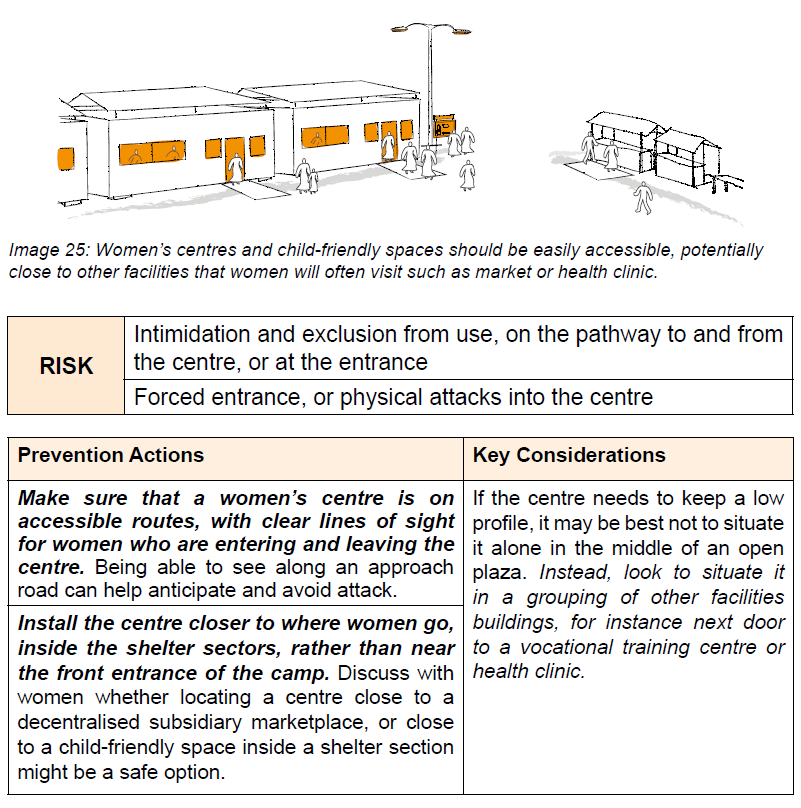 Image 25: Women's centres and child-friendly spaces should be easily accessible, potentially
close to other facilities that women will often visit such as market or health clinic.
RISK
Intimidation and exclusion from use, on the pathway to and from
the centre, or at the entrance
Forced entrance, or physical attacks into the centre
Prevention Actions
Key Considerations
Make sure that a women's centre is on
accessible routes, with clear lines of sight
for women who are entering and leaving the
centre. Being able to see along an approach
road can help anticipate and avoid attack.
Install the centre closer to where women go,
inside the shelter sectors, rather than near
the front entrance of the camp. Discuss with
women whether locating a centre close to a
decentralised subsidiary marketplace, or close
to a child-friendly space inside a shelter section
might be a safe option.
If the centre needs to keep a low
profile, it may be best not to situate
it alone in the middle of an open
plaza. Instead, look to situate it
in a grouping of other facilities
buildings, for instance next door
to a vocational training centre or
health clinic.